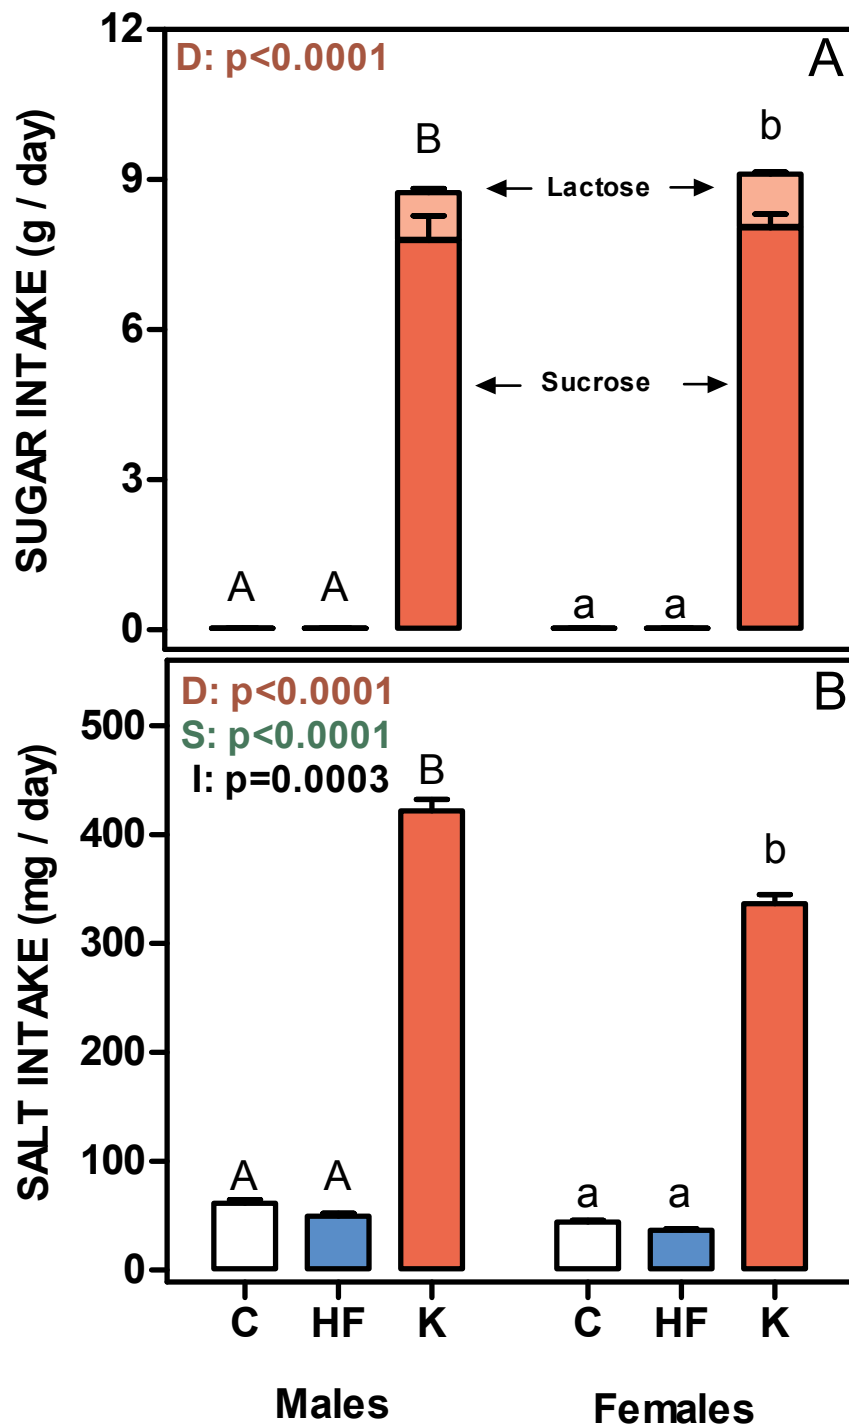 SUGAR INTAKE (g / day)
12
9
6
3
0
D: p<0.0001
A
B
b
Lactose
Sucrose
A A a a
SALT INTAKE (mg / day)
500
400
300
200
100
0
D: p<0.0001
S: p<0.0001
I: p=0.0003
B
B
b
A A a a
C HF K C HF K
Males Females